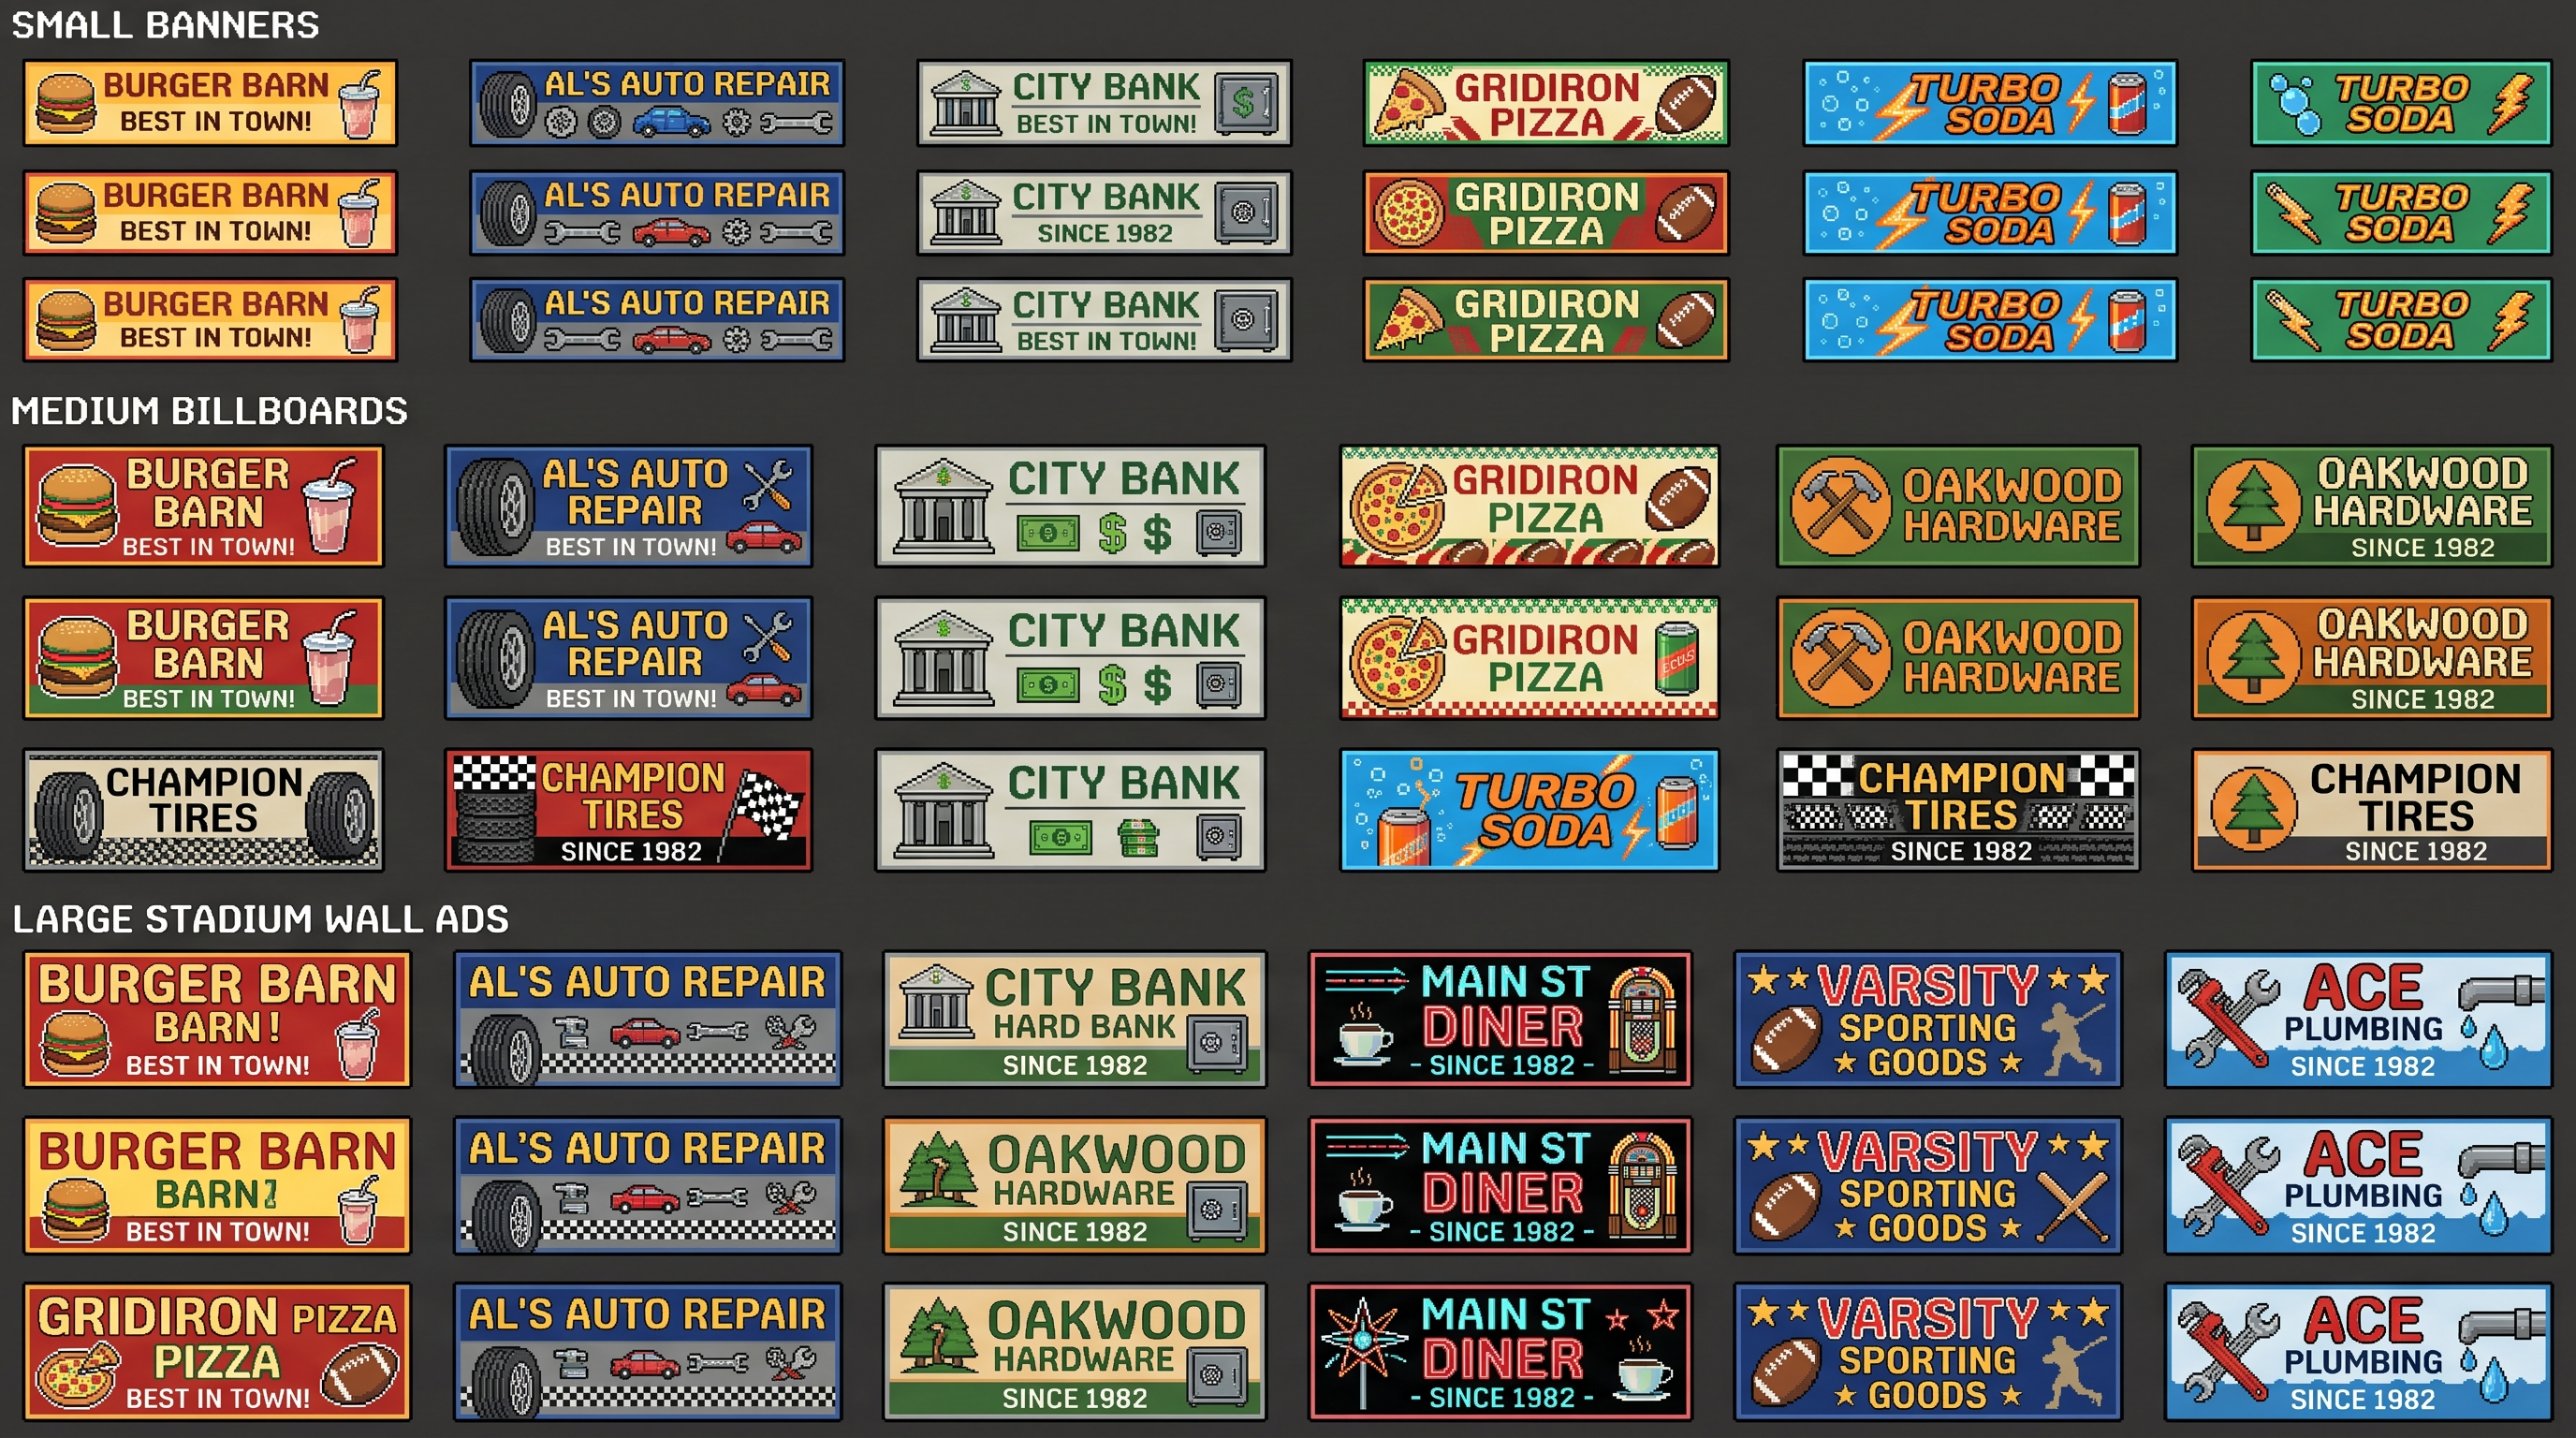 SMALL BANNERS
BURGER BARN
BEST IN TOWN!
AL'S AUTO REPAIR
CITY BANK
BEST IN TOWN!
GRIDIRON
PIZZA
TURBO
SODA
TURBO
SODA
BURGER BARN
BEST IN TOWN!
AL'S AUTO REPAIR
CITY BANK
SINCE 1982
GRIDIRON
PIZZA
TURBO
SODA
TURBO
SODA
BURGER BARN
BEST IN TOWN!
AL'S AUTO REPAIR
CITY BANK
BEST IN TOWN!
GRIDIRON
PIZZA
TURBO
SODA
TURBO
SODA
MEDIUM BILLBOARDS
BURGER
BARN
BEST IN TOWN!
AL'S AUTO
REPAIR
BEST IN TOWN!
CITY BANK
$ $
GRIDIRON
PIZZA
OAKWOOD
HARDWARE
OAKWOOD
HARDWARE
SINCE 1982
BURGER
BARN
BEST IN TOWN!
AL'S AUTO
REPAIR
BEST IN TOWN!
CITY BANK
$ $
GRIDIRON
PIZZA
OAKWOOD
HARDWARE
OAKWOOD
HARDWARE
SINCE 1982
CHAMPION
TIRES
CHAMPION
TIRES
SINCE 1982
CITY BANK
TURBO
SODA
CHAMPION
TIRES
SINCE 1982
CHAMPION
TIRES
SINCE 1982
LARGE STADIUM WALL ADS
BURGER BARN
BARN!
BEST IN TOWN!
AL'S AUTO REPAIR
CITY BANK
HARD BANK
SINCE 1982
MAIN ST
DINER
- SINCE 1982 -
VARSITY
SPORTING
GOODS
ACE
PLUMBING
SINCE 1982
BURGER BARN
BARN
BEST IN TOWN!
AL'S AUTO REPAIR
OAKWOOD
HARDWARE
SINCE 1982
MAIN ST
DINER
- SINCE 1982 -
VARSITY
SPORTING
GOODS
ACE
PLUMBING
SINCE 1982
GRIDIRON PIZZA
PIZZA
BEST IN TOWN!
AL'S AUTO REPAIR
OAKWOOD
HARDWARE
SINCE 1982
MAIN ST
DINER
- SINCE 1982 -
VARSITY
SPORTING
GOODS
ACE
PLUMBING
SINCE 1982